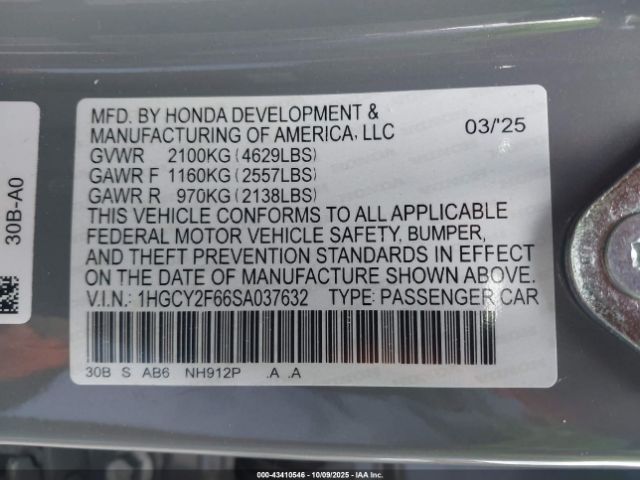 30B-A0
MFD. BY HONDA DEVELOPMENT &
MANUFACTURING OF AMERICA, LLC 03/'25
GVWR 2100KG (4629LBS)
GAWR F 1160KG (2557LBS)
GAWR R 970KG (2138LBS)
THIS VEHICLE CONFORMS TO ALL APPLICABLE
FEDERAL MOTOR VEHICLE SAFETY, BUMPER,
AND THEFT PREVENTION STANDARDS IN EFFECT
ON THE DATE OF MANUFACTURE SHOWN ABOVE.
V.I.N.: 1HGCY2F66SA037632 TYPE: PASSENGER CAR
30B S AB6 NH912P .A .A
000-43410546 | 10/09/2025 | IAA.COM